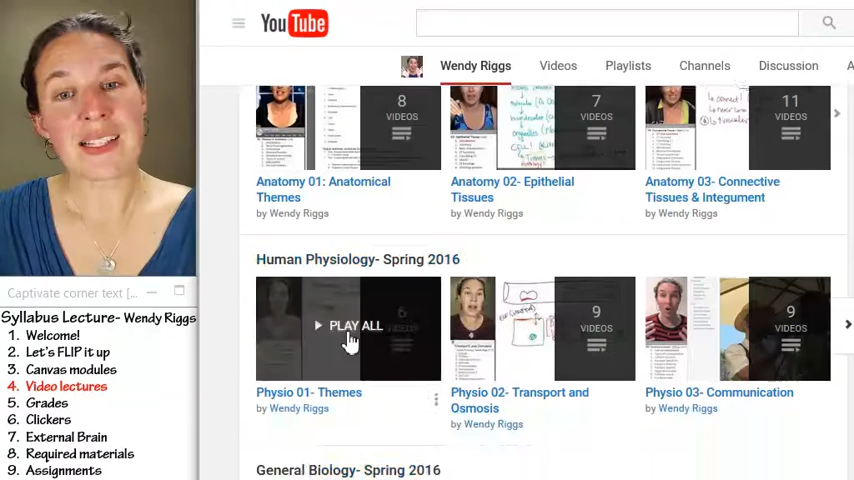 YouTube
Wendy Riggs Videos Playlists Channels Discussion A
8
VIDEOS
7
VIDEOS
11
VIDEOS
Anatomy 01: Anatomical
Themes
by Wendy Riggs
Anatomy 02- Epithelial
Tissues
by Wendy Riggs
Anatomy 03- Connective
Tissues & Integument
by Wendy Riggs
Human Physiology- Spring 2016
PLAY ALL
6
VIDEOS
9
VIDEOS
9
VIDEOS
Physio 01- Themes
by Wendy Riggs
Physio 02- Transport and
Osmosis
by Wendy Riggs
Physio 03- Communication
by Wendy Riggs
General Biology- Spring 2016
Captivate corner text [...
Syllabus Lecture- Wendy Riggs
1. Welcome!
2. Let's FLIP it up
3. Canvas modules
4. Video lectures
5. Grades
6. Clickers
7. External Brain
8. Required materials
9. Assignments